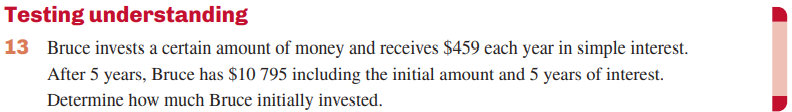 Testing understanding
13 Bruce invests a certain amount of money and receives $459 each year in simple interest.
After 5 years, Bruce has $10 795 including the initial amount and 5 years of interest.
Determine how much Bruce initially invested.